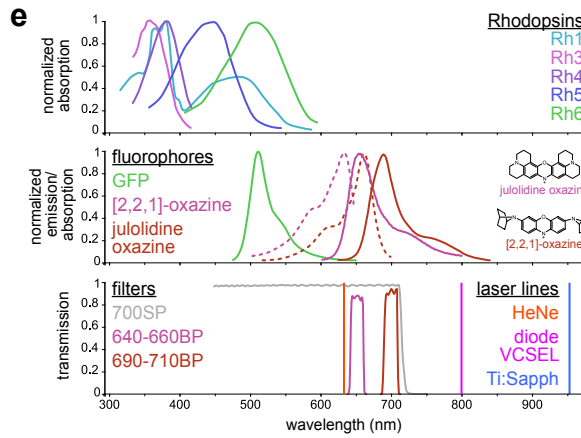 e
normalized
absorption
1
0.8
0.6
0.4
0.2
0
Rhodopsins
Rh1
Rh3
Rh4
Rh5
Rh6
normalized
emission/
absorption
1
0.8
0.6
0.4
0.2
0
fluorophores
GFP
[2,2,1]-oxazine
julolidine
oxazine
julolidine oxazine
[2,2,1]-oxazine
transmission
1
0.8
0.6
0.4
0.2
0
filters
700SP
640-660BP
690-710BP
laser lines
HeNe
diode
VCSEL
Ti:Sapph
300 400 500 600 700 800 900
wavelength (nm)